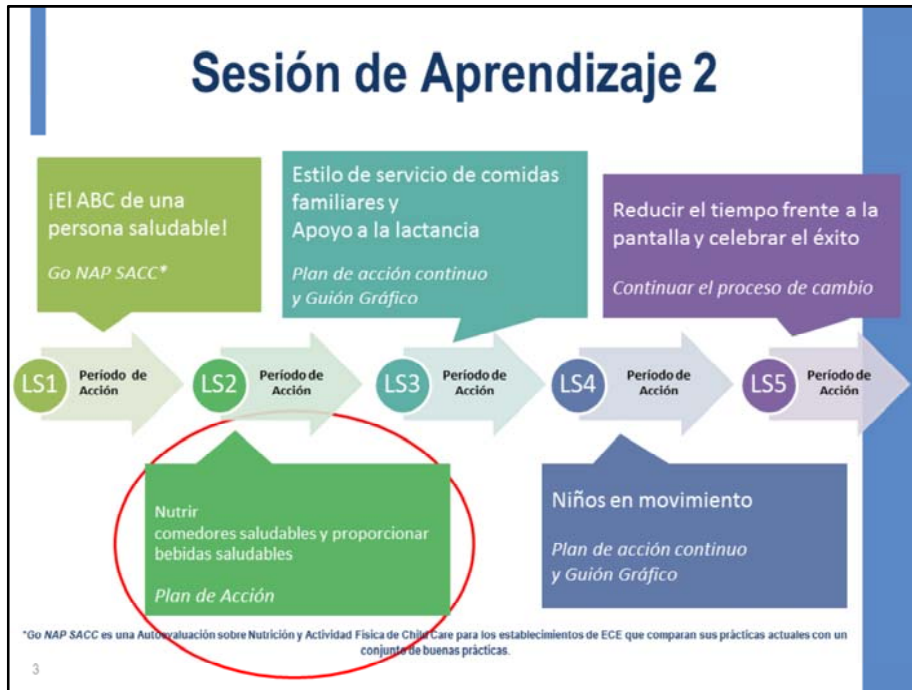 Sesión de Aprendizaje 2
¡El ABC de una
persona saludable!
Go NAP SACC*
Estilo de servicio de comidas
familiares y
Apoyo a la lactancia
Plan de acción continuo
y Guión Gráfico
Reducir el tiempo frente a la
pantalla y celebrar el éxito
Continuar el proceso de cambio
LS1
Período de
Acción
LS2
Período de
Acción
LS3
Período de
Acción
LS4
Período de
Acción
LS5
Período de
Acción
Nutrir
comedores saludables y proporcionar
bebidas saludables
Plan de Acción
Niños en movimiento
Plan de acción continuo
y Guión Gráfico
*Go NAP SACC es una Autoevaluación sobre Nutrición y Actividad Física de Child Care para los establecimientos de ECE que comparan sus prácticas actuales con un
conjunto de buenas prácticas.
3